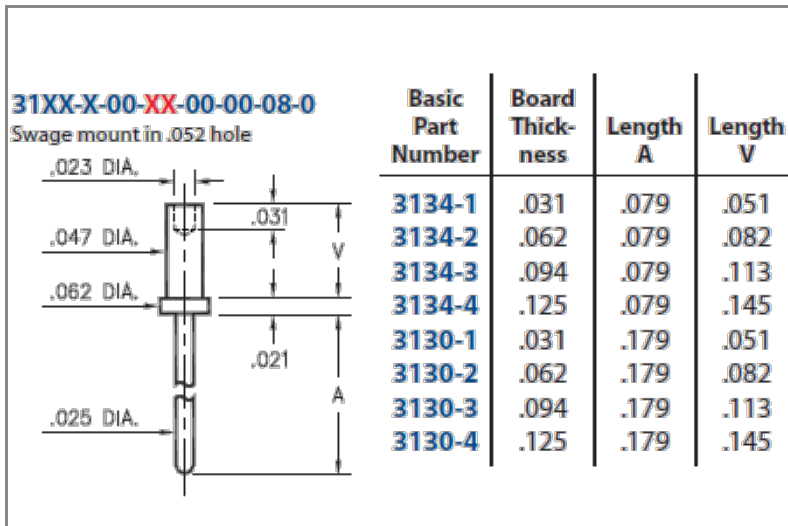 31XX-X-00-XX-00-00-08-0
Swage mount in .052 hole
.023 DIA.
.031
.047 DIA.
V
.062 DIA.
.021
A
.025 DIA.
Basic Part Number Board Thick-ness Length A Length V
3134-1 .031 .079 .051
3134-2 .062 .079 .082
3134-3 .094 .079 .113
3134-4 .125 .079 .145
3130-1 .031 .179 .051
3130-2 .062 .179 .082
3130-3 .094 .179 .113
3130-4 .125 .179 .145